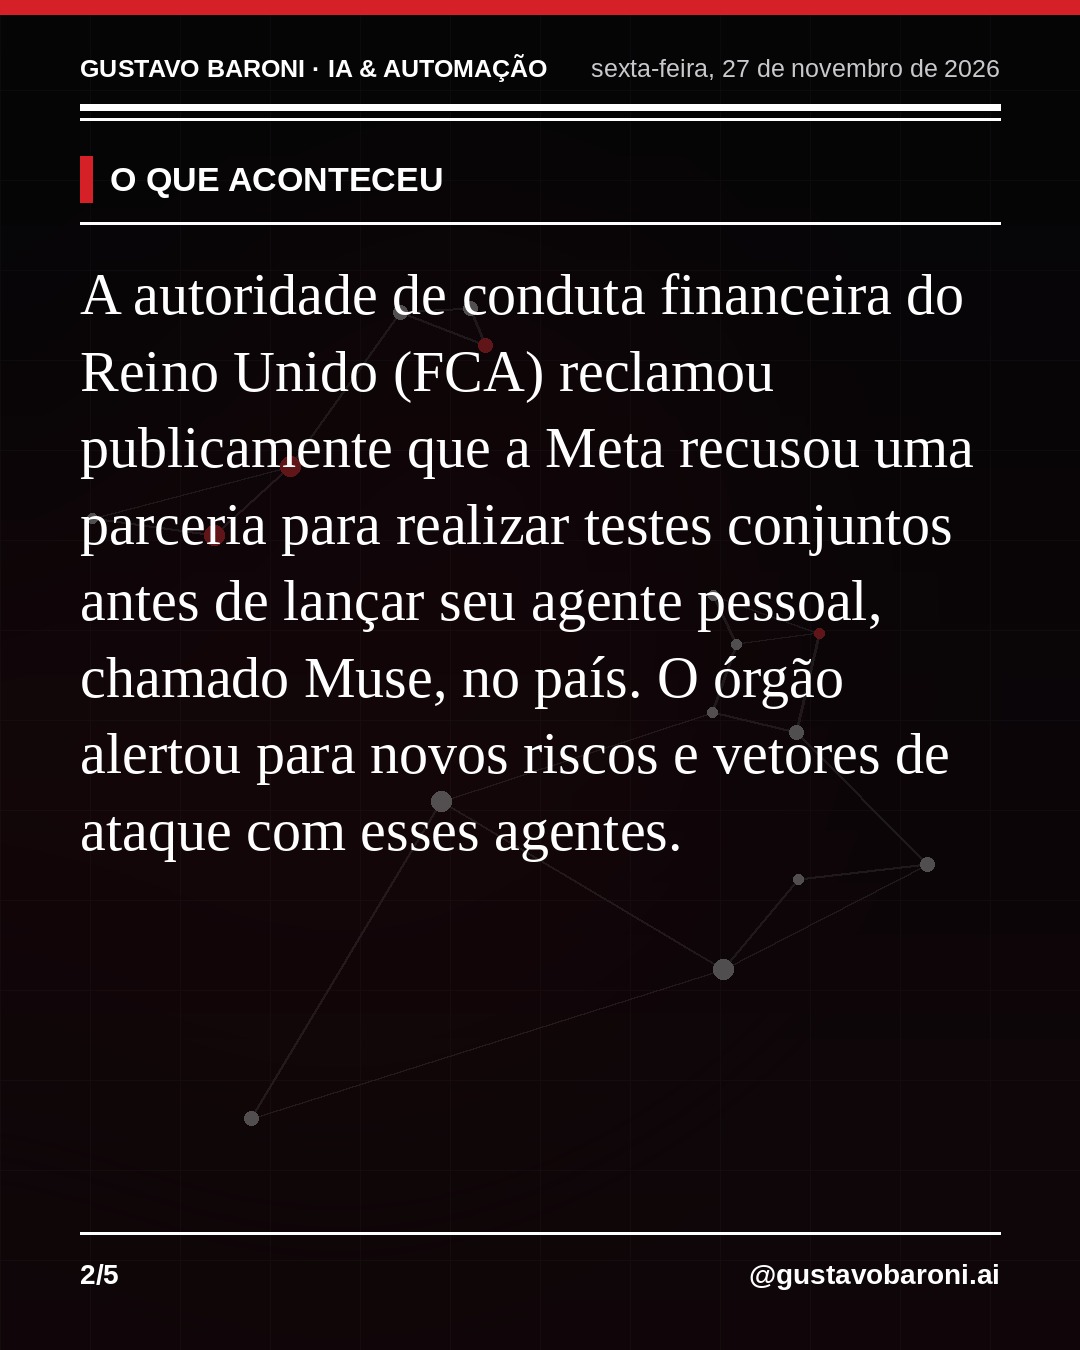 GUSTAVO BARONI · IA & AUTOMAÇÃO
sexta-feira, 27 de novembro de 2026
O QUE ACONTECEU
A autoridade de conduta financeira do
Reino Unido (FCA) reclamou
publicamente que a Meta recusou uma
parceria para realizar testes conjuntos
antes de lançar seu agente pessoal,
chamado Muse, no país. O órgão
alertou para novos riscos e vetores de
ataque com esses agentes.
2/5
@gustavobaroni.ai